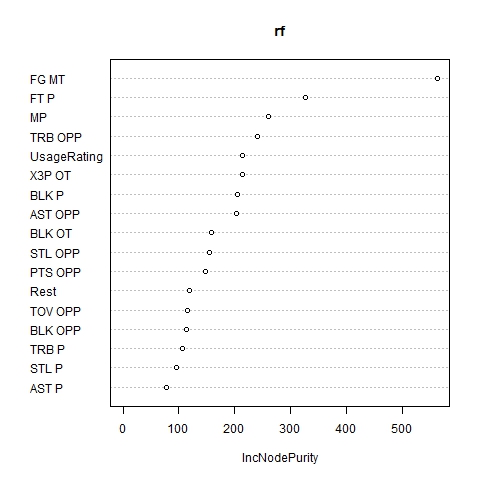 rf
FG MT
FT P
MP
TRB OPP
UsageRating
X3P OT
BLK P
AST OPP
BLK OT
STL OPP
PTS OPP
Rest
TOV OPP
BLK OPP
TRB P
STL P
AST P
0 100 200 300 400 500
IncNodePurity